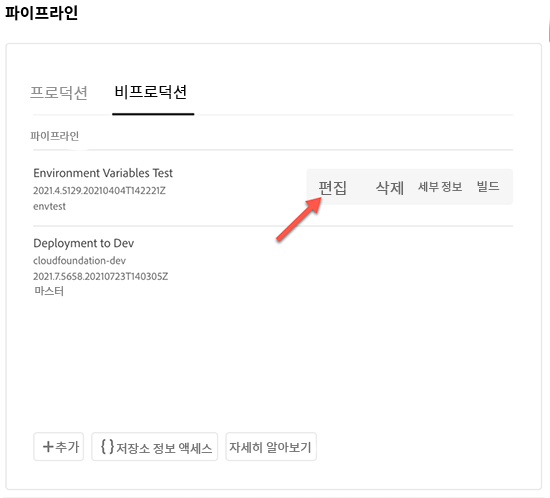 파이프라인
프로덕션 비프로덕션
파이프라인
Environment Variables Test
2021.4.5129.20210404T142221Z
envtest
편집 삭제 세부 정보 빌드
Deployment to Dev
cloudfoundation-dev
2021.7.5658.20210723T140305Z
마스터
+추가 {}저장소 정보 액세스 자세히 알아보기